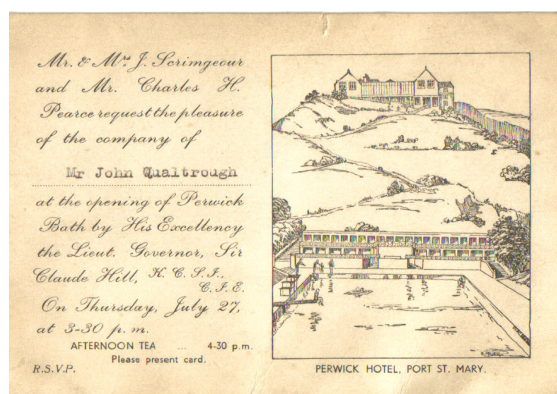 Mr. & Mrs J. Scrimgeour
and Mr. Charles H.
Pearce request the pleasure
of the company of
Mr John Qualtrough
at the opening of Perwick
Bath by His Excellency
the Lieut. Governor, Sir
Claude Hill, K. C. S. I.,
C. I. E.
On Thursday, July 27,
at 3-30 p. m.
AFTERNOON TEA ... 4-30 p.m.
Please present card.
R.S.V.P.
PERWICK HOTEL, PORT ST. MARY.